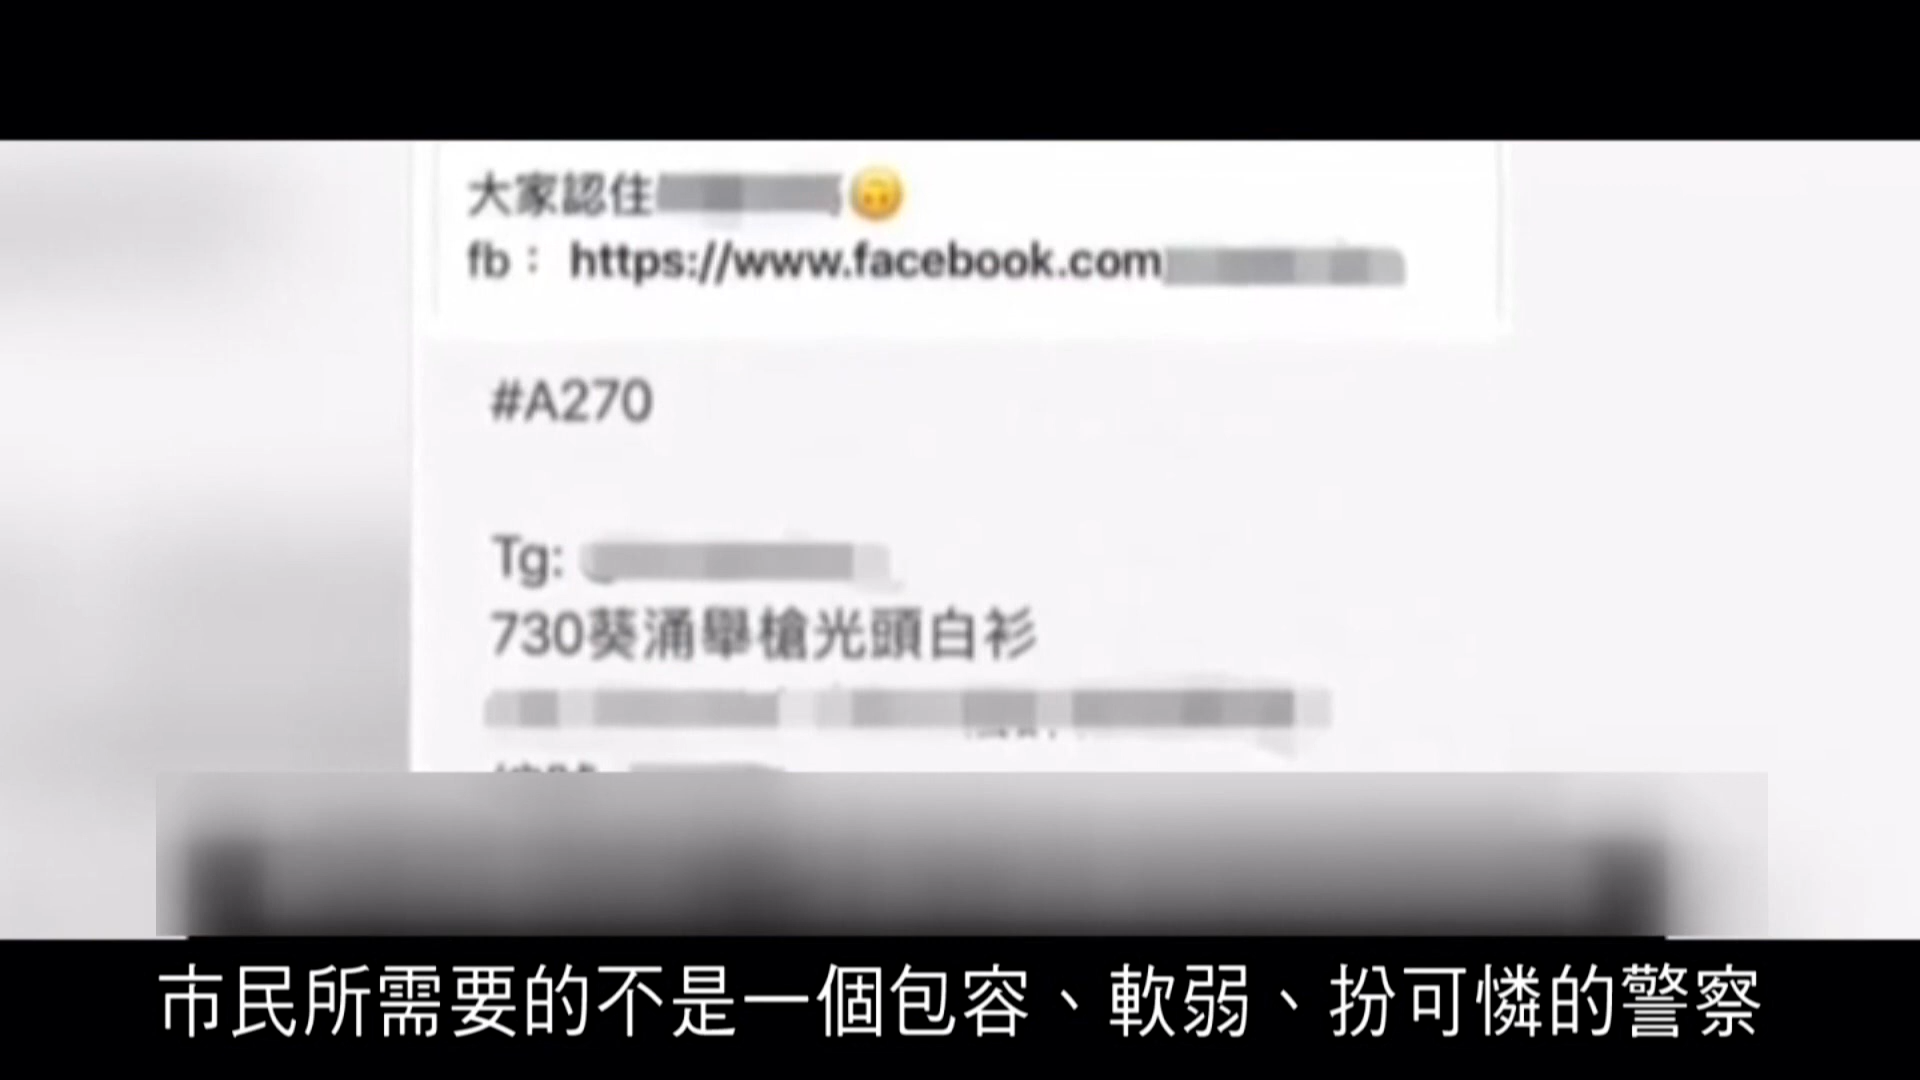 大家認住🙃
fb： https://www.facebook.com
#A270
Tg:
730葵涌舉槍光頭白衫
市民所需要的不是一個包容、軟弱、扮可憐的警察